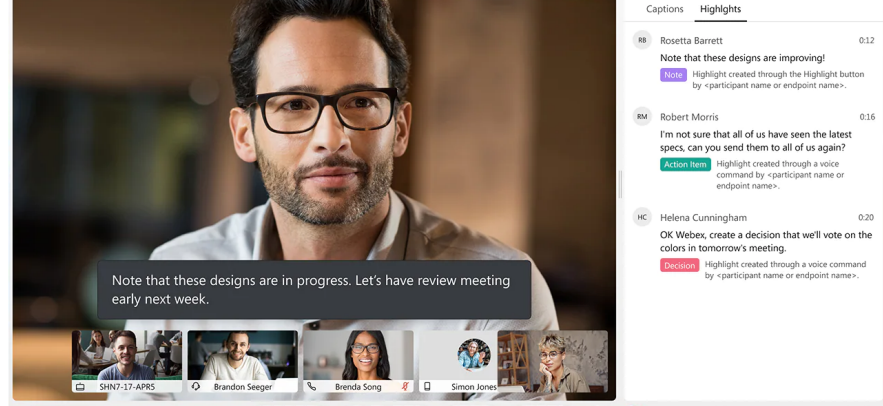 Captions Highlghts
RB Rosetta Barrett 0:12
Note that these designs are improving!
Note Highlight created through the Highlight button
by <participant name or endpoint name>.
RM Robert Morris 0:16
I'm not sure that all of us have seen the latest
specs, can you send them to all of us again?
Action Item Highlight created through a voice
command by <participant name or
endpoint name>.
HC Helena Cunningham 0:20
OK Webex, create a decision that we'll vote on the
colors in tomorrow's meeting.
Decision Highlight created through a voice command
by <participant name or endpoint name>.
Note that these designs are in progress. Let's have review meeting
early next week.
SHN7-17-APR5
Brandon Seeger
Brenda Song
Simon Jones